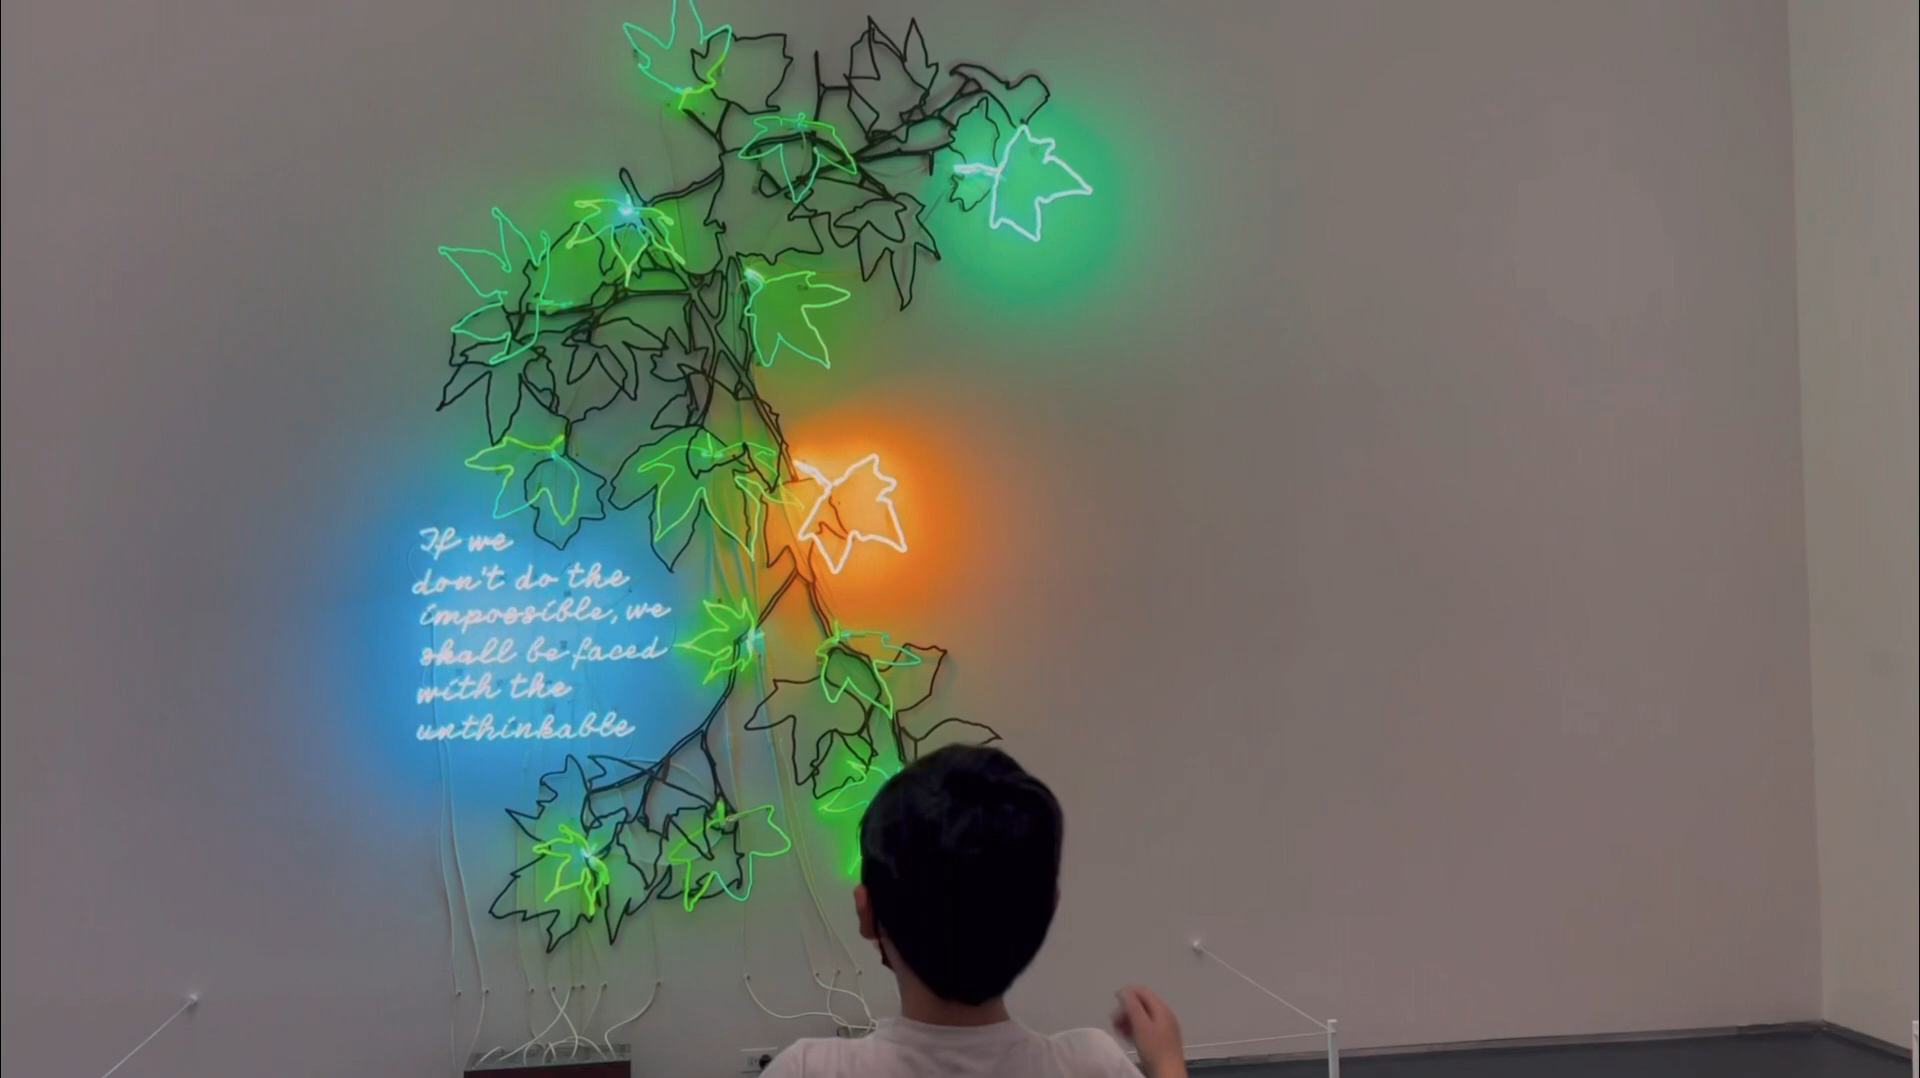 If we
don't do the
impossible, we
shall be faced
with the
unthinkable